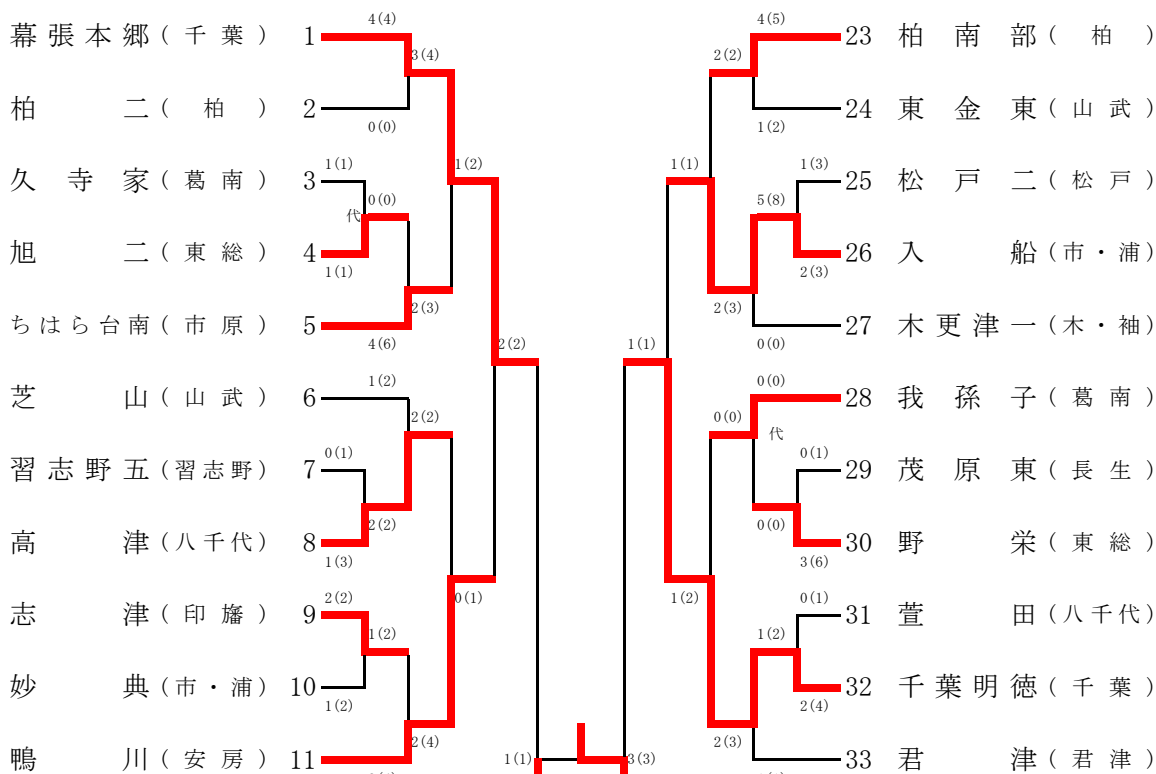 4(4)
4(5)
幕張本郷(千葉) 1
23 柏南部(柏)
3(4)
2(2)
柏二(柏) 2
24 東金東(山武)
0(0)
1(2)
1(1)
1(2)
1(1)
1(3)
久寺家(葛南) 3
25 松戸二(松戸)
0(0)
5(8)
代
旭二(東総) 4
26 入船(市・浦)
1(1)
2(3)
2(3)
2(3)
ちはら台南(市原) 5
27 木更津一(木・袖)
4(6)
2(2)
1(1)
0(0)
1(2)
0(0)
芝山(山武) 6
28 我孫子(葛南)
2(2)
0(0)
代
0(1)
0(1)
習志野五(習志野) 7
29 茂原東(長生)
2(2)
0(0)
高津(八千代) 8
30 野栄(東総)
1(3)
3(6)
2(2)
0(1)
1(2)
0(1)
志津(印旛) 9
31 萱田(八千代)
1(2)
1(2)
妙典(市・浦) 10
32 千葉明徳(千葉)
1(2)
2(4)
2(4)
2(3)
鴨川(安房) 11
1(1)
3(3)
33 君津(君津)